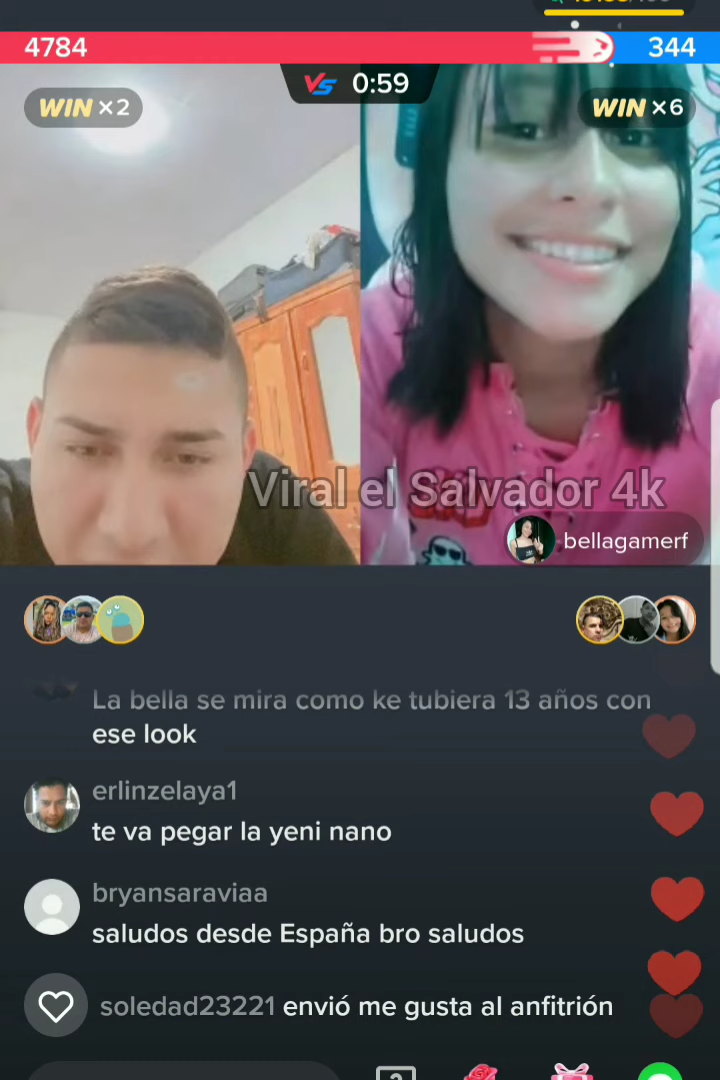 4784
344
VS 0:59
WIN ×2
WIN ×6
Viral el Salvador 4k
bellagamerf
La bella se mira como ke tubiera 13 años con
ese look
erlinzelaya1
te va pegar la yeni nano
bryansaraviaa
saludos desde España bro saludos
soledad23221 envió me gusta al anfitrión